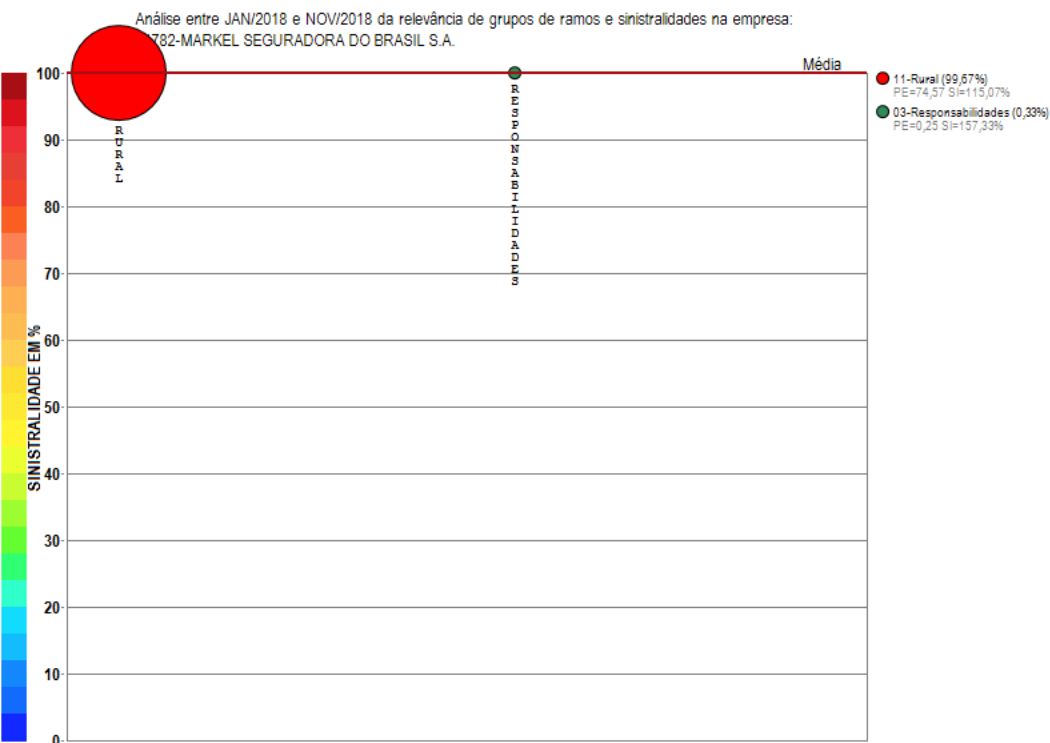 Análise entre JAN/2018 e NOV/2018 da relevância de grupos de ramos e sinistralidades na empresa:
782-MARKEL SEGURADORA DO BRASIL S.A.
Média
11-Rural (99,67%)
PE=74,57 SI=115,07%
03-Responsabilidades (0,33%)
PE=0,25 SI=157,33%
100
90
80
70
60
50
40
30
20
10
0
SINISTRALIDADE EM %
RURAL
RESPONSABILIDADES